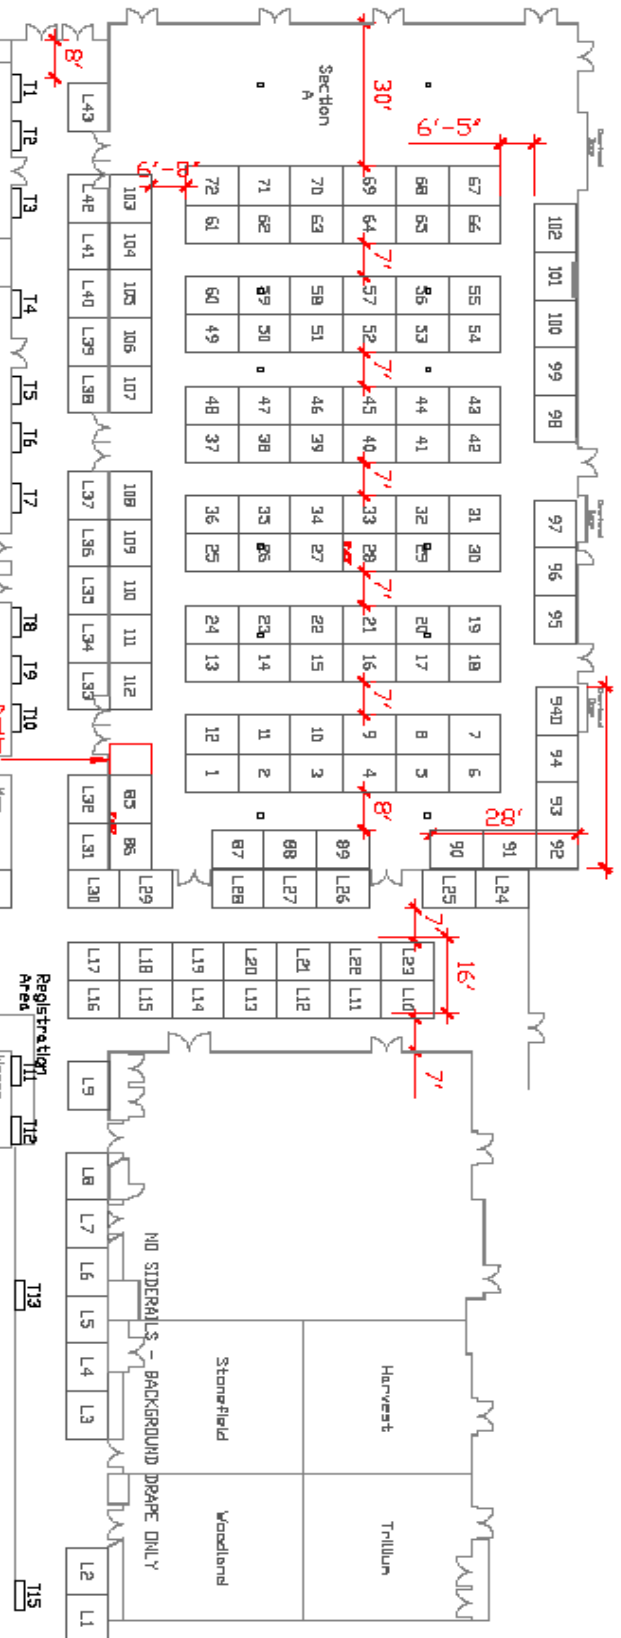 8'
T1
T2
T3
T4
T5
T6
T7
T8
T9
T10
T11
T12
T13
T15
L43
L42
L41
L40
L39
L38
L37
L36
L35
L34
L33
L32
L31
L30
L29
103
104
105
106
107
108
109
110
111
112
85
86
Section
A
30'
6'-5"
72 71 70 69 68 67
61 62 63 64 65 66
7'
60 59 58 57 56 55
49 50 51 52 53 54
7'
48 47 46 45 44 43
37 38 39 40 41 42
7'
36 35 34 33 32 31
25 26 27 28 29 30
7'
24 23 22 21 20 19
13 14 15 16 17 18
7'
12 11 10 9 8 7
1 2 3 4 5 6
8'
28'
102
101
100
99
98
97
96
95
94D
94
93
92
91
90
87 88 89
L28 L27 L26
L25 L24
7'
16'
L17 L18 L19 L20 L21 L22 L23
L16 L15 L14 L13 L12 L11 L10
7'
Registration
Area
L9
L8
L7
L6
L5
L4
L3
L2
L1
NO SIDERAILS - BACKGROUND DRAPE ONLY
Stonefield
Harvest
Woodland
Trillium
Overhead
Door
Overhead
Door
Overhead
Door